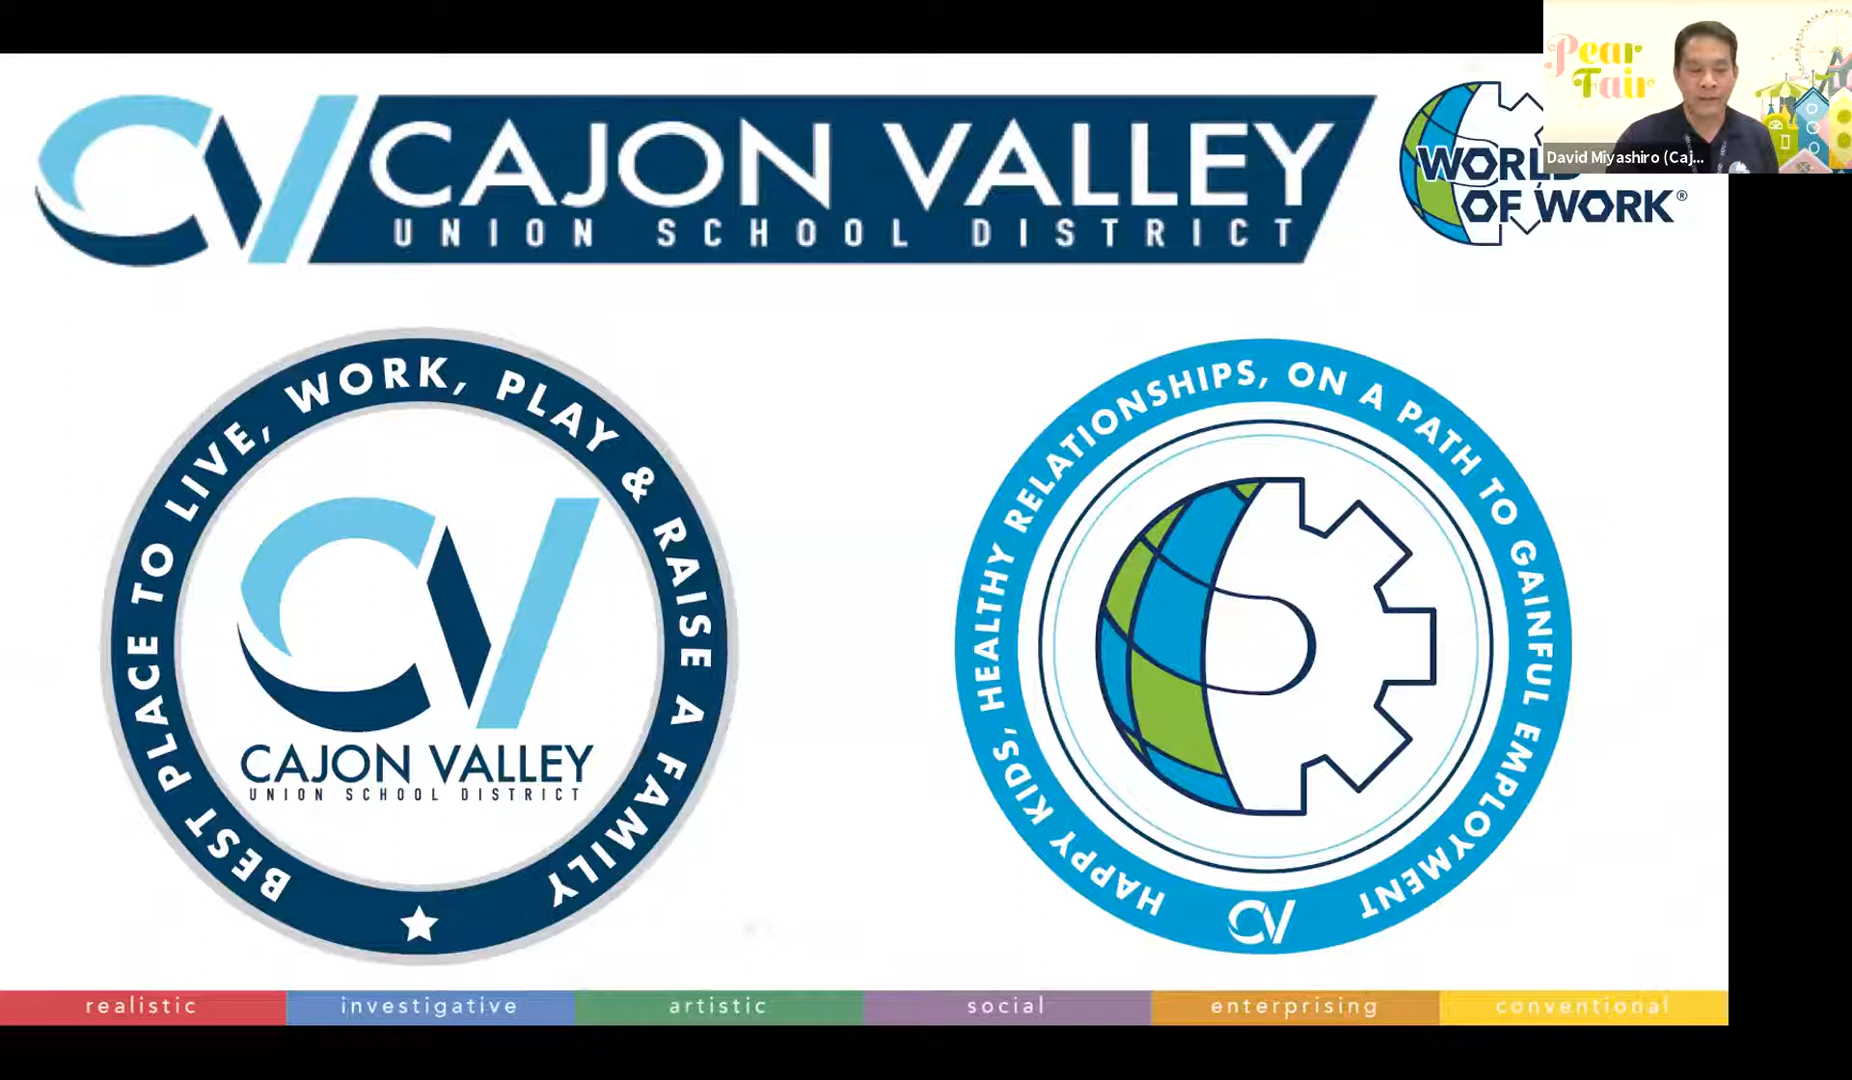 CV CAJON VALLEY
UNION SCHOOL DISTRICT
WORLD
OF WORK®
Pear
Fair
David Miyashiro (Caj...
BEST PLACE TO LIVE, WORK, PLAY & RAISE A FAMILY
CV
CAJON VALLEY
UNION SCHOOL DISTRICT
HAPPY KIDS, HEALTHY RELATIONSHIPS, ON A PATH TO GAINFUL EMPLOYMENT
CV
realistic investigative artistic social enterprising conventional